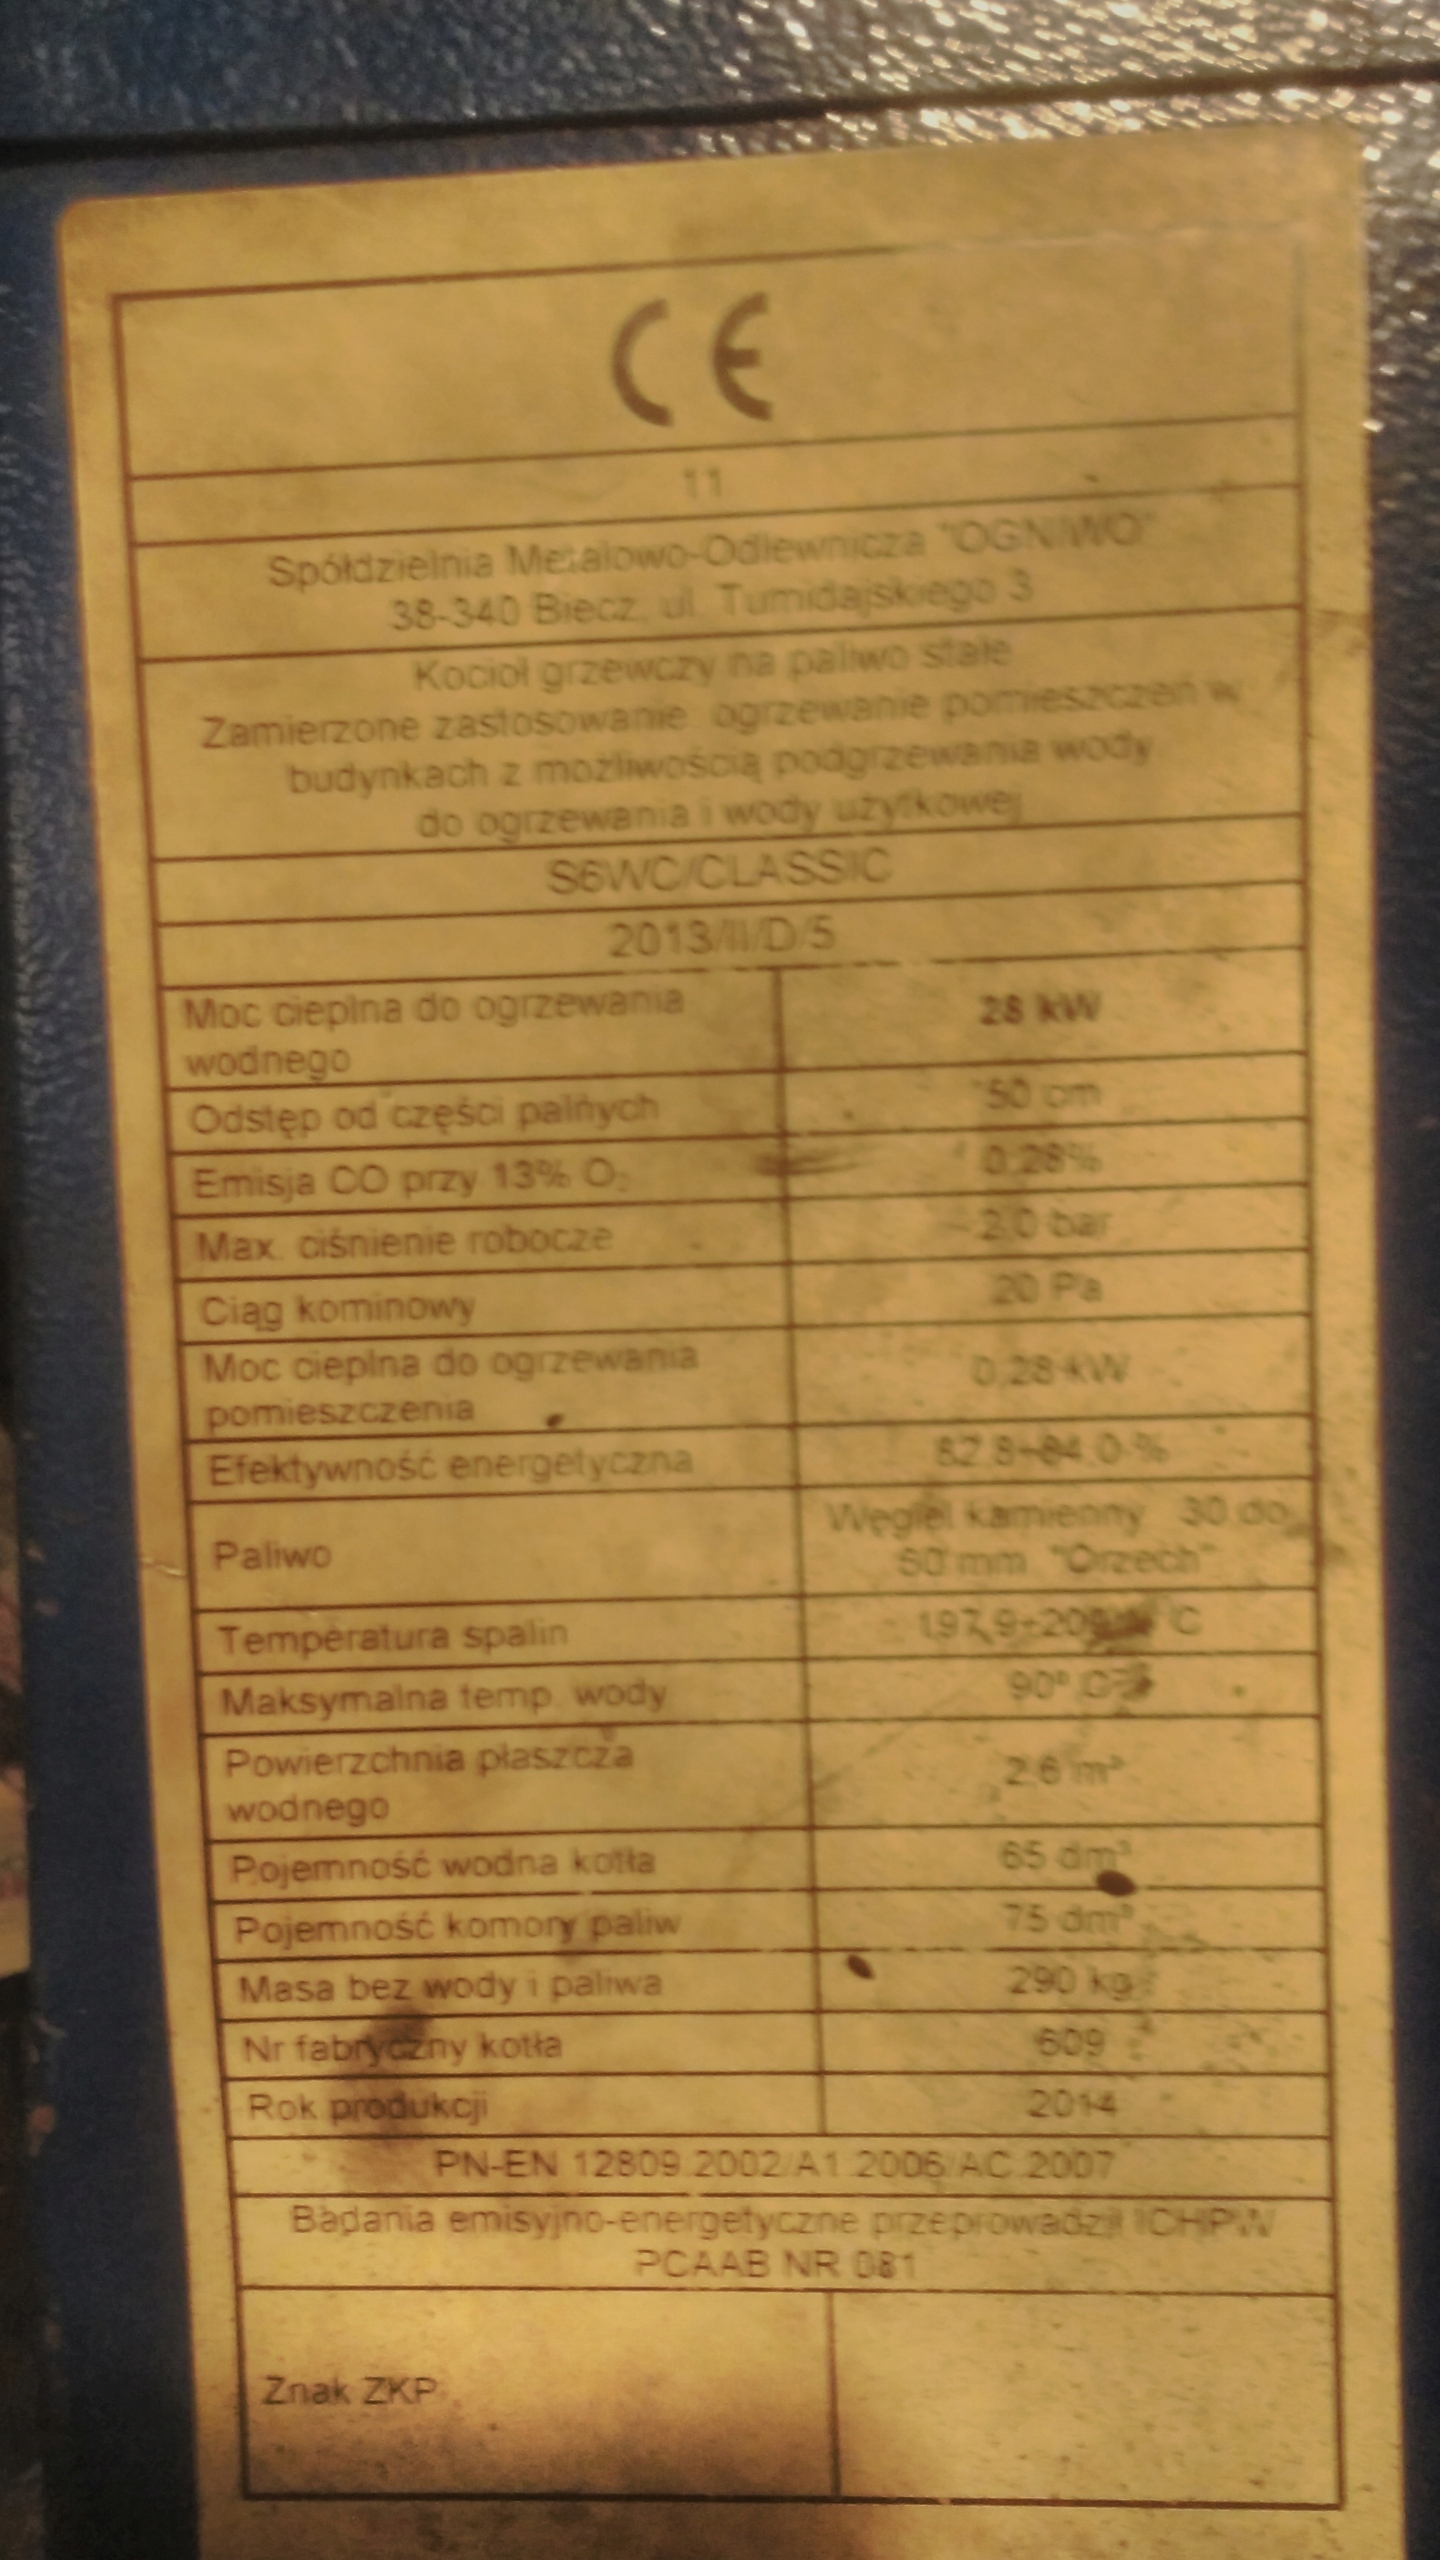 CE
11
Spółdzielnia Metalowo-Odlewnicza "OGNIWO"
38-340 Biecz, ul. Tumidajskiego 3
Kocioł grzewczy na paliwo stałe
Zamierzone zastosowanie ogrzewanie pomieszczeń w
budynkach z możliwością podgrzewania wody
do ogrzewania i wody użytkowej
S6WC/CLASSIC
2013/II/D/5
Moc cieplna do ogrzewania
wodnego
28 kW
Odstęp od części palnych
50 cm
Emisja CO przy 13% O₂
0.28%
Max. ciśnienie robocze
2,0 bar
Ciąg kominowy
20 Pa
Moc cieplna do ogrzewania
pomieszczenia
0,28 kW
Efektywność energetyczna
82.8÷84.0 %
Paliwo
Węgiel kamienny 30 do
60 mm "Orzech"
Temperatura spalin
C
Maksymalna temp. wody
90° C
Powierzchnia płaszcza
wodnego
2,6
Pojemność wodna kotła
65 dm³
Pojemność komory paliw
75 dm³
Masa bez wody i paliwa
290 kg
Nr fabryczny kotła
609
Rok produkcji
2014
PN-EN 12809:2002/A1:2006/AC:2007
Badania emisyjno-energetyczne przeprowadził ICHPW
PCAAB NR 081
Znak ZKP